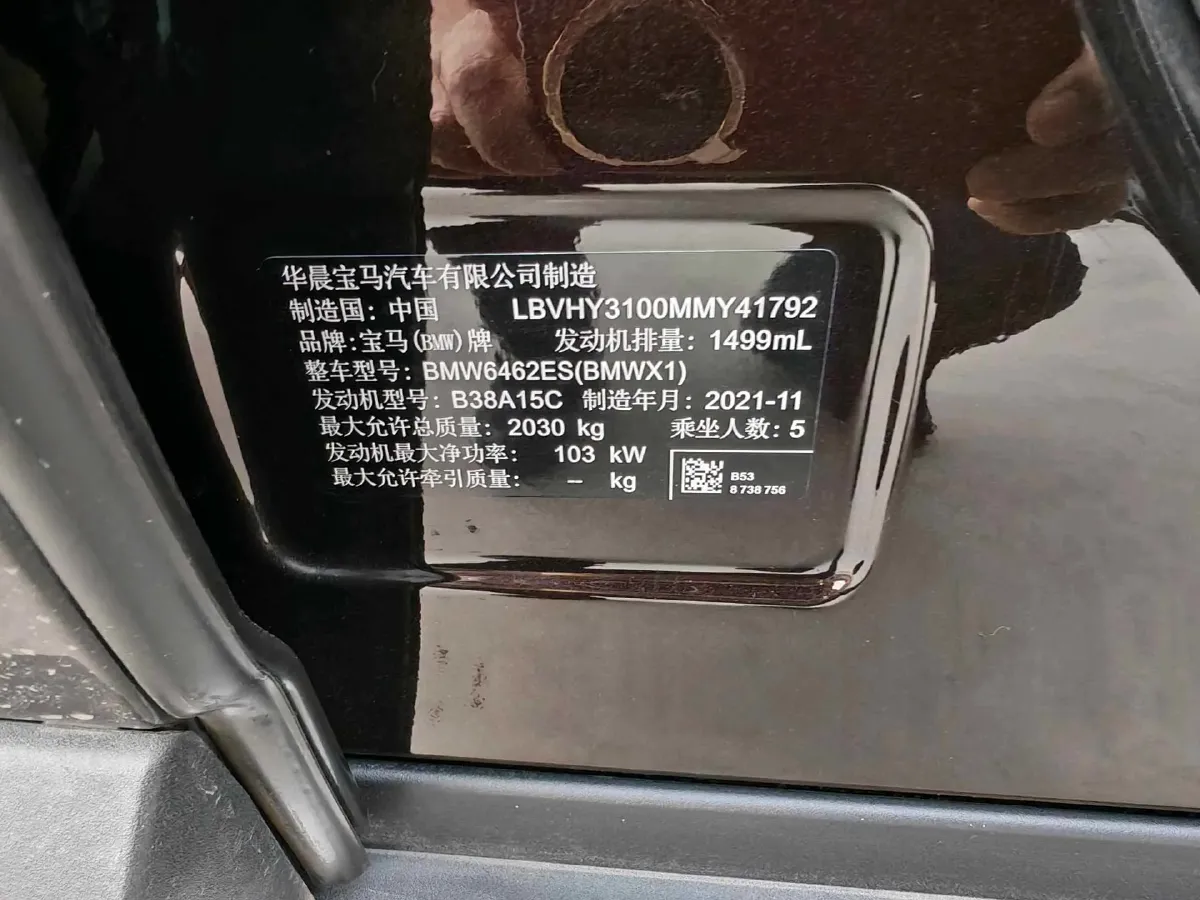 华晨宝马汽车有限公司制造
制造国：中国 LBVHY3100MMY41792
品牌：宝马(BMW)牌 发动机排量：1499mL
整车型号：BMW6462ES(BMWX1)
发动机型号：B38A15C 制造年月：2021-11
最大允许总质量：2030 kg 乘坐人数：5
发动机最大净功率：103 kW
最大允许牵引质量：-- kg
B53
8 738 756